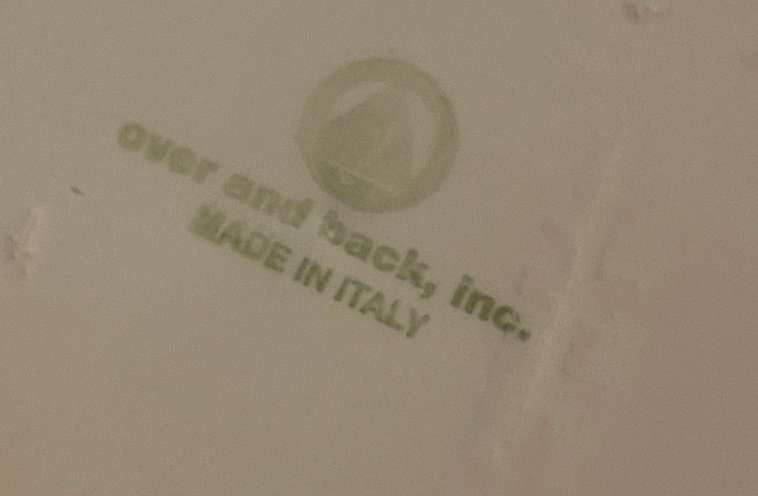 over and back, inc.
MADE IN ITALY